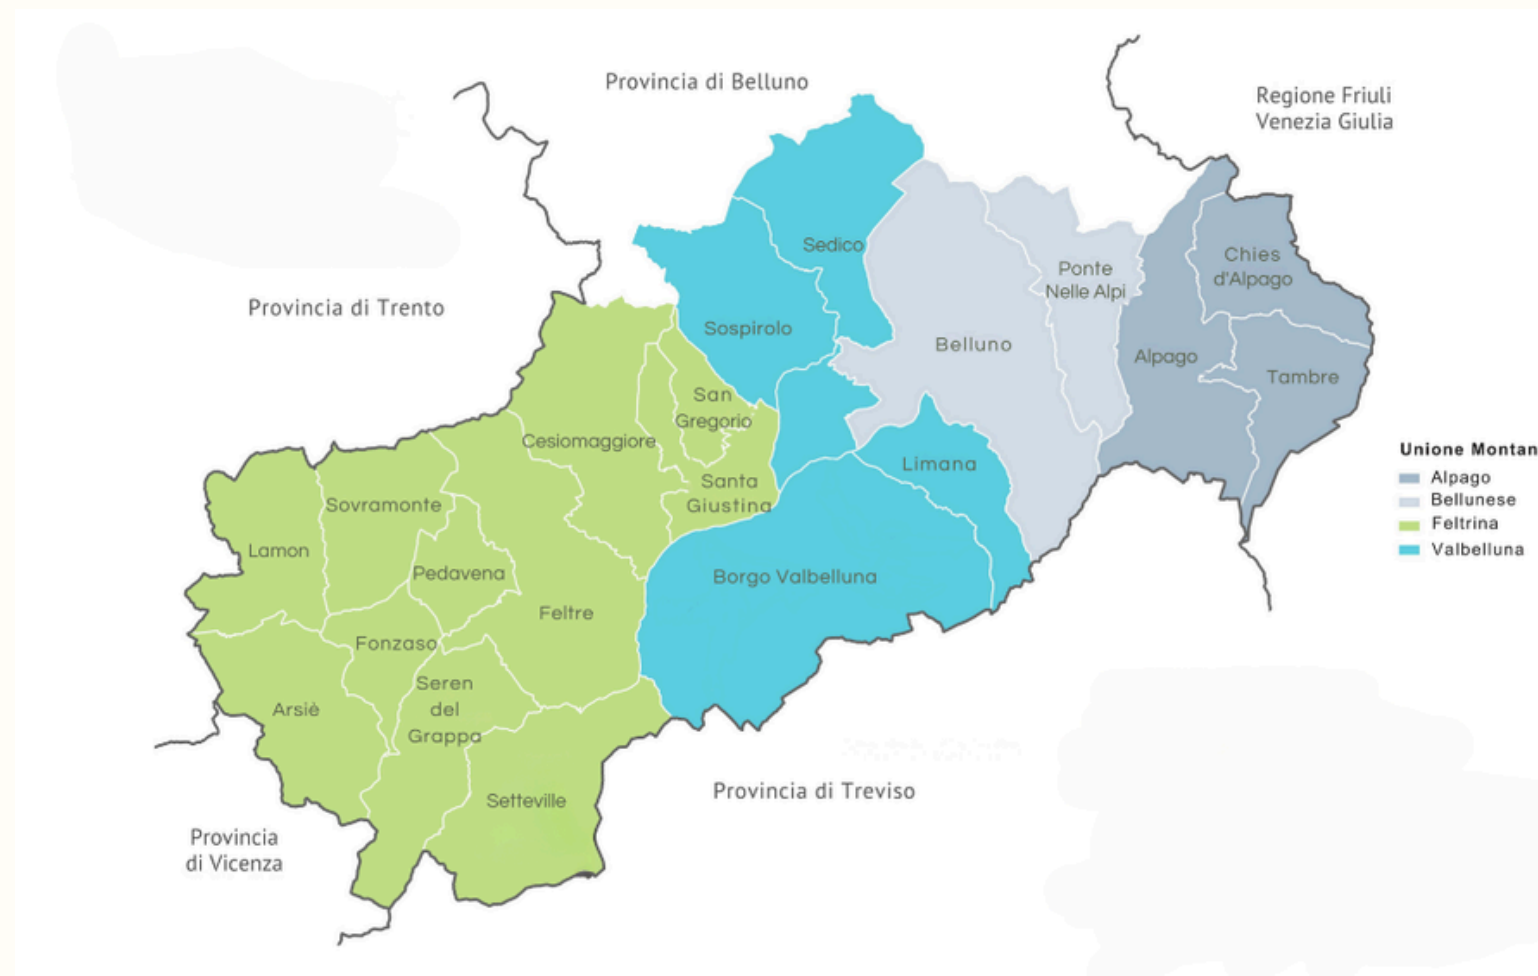 Provincia di Belluno
Regione Friuli
Venezia Giulia
Sedico
Chies
d'Alpago
Ponte
Nelle Alpi
Provincia di Trento
Sospirolo
Belluno
Alpago
Tambre
San
Gregorio
Cesiomaggiore
Limana
Unione Montan
Alpago
Bellunese
Feltrina
Valbelluna
Santa
Giustina
Sovramonte
Lamon
Pedavena
Borgo Valbelluna
Feltre
Fonzaso
Seren
del
Grappa
Arsiè
Setteville
Provincia di Treviso
Provincia
di Vicenza